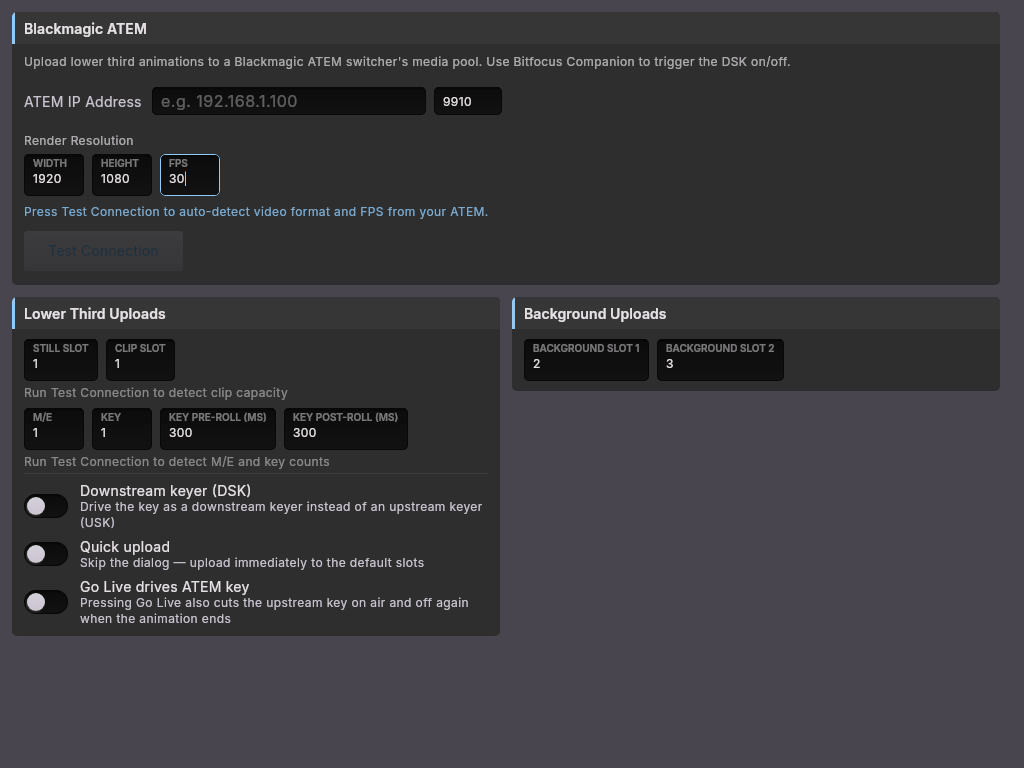 Blackmagic ATEM
Upload lower third animations to a Blackmagic ATEM switcher's media pool. Use Bitfocus Companion to trigger the DSK on/off.
ATEM IP Address e.g. 192.168.1.100 9910
Render Resolution
WIDTH HEIGHT FPS
1920 1080 30
Press Test Connection to auto-detect video format and FPS from your ATEM.
Test Connection
Lower Third Uploads
STILL SLOT CLIP SLOT
1 1
Run Test Connection to detect clip capacity
M/E KEY KEY PRE-ROLL (MS) KEY POST-ROLL (MS)
1 1 300 300
Run Test Connection to detect M/E and key counts
Downstream keyer (DSK)
Drive the key as a downstream keyer instead of an upstream keyer
(USK)
Quick upload
Skip the dialog — upload immediately to the default slots
Go Live drives ATEM key
Pressing Go Live also cuts the upstream key on air and off again
when the animation ends
Background Uploads
BACKGROUND SLOT 1 BACKGROUND SLOT 2
2 3